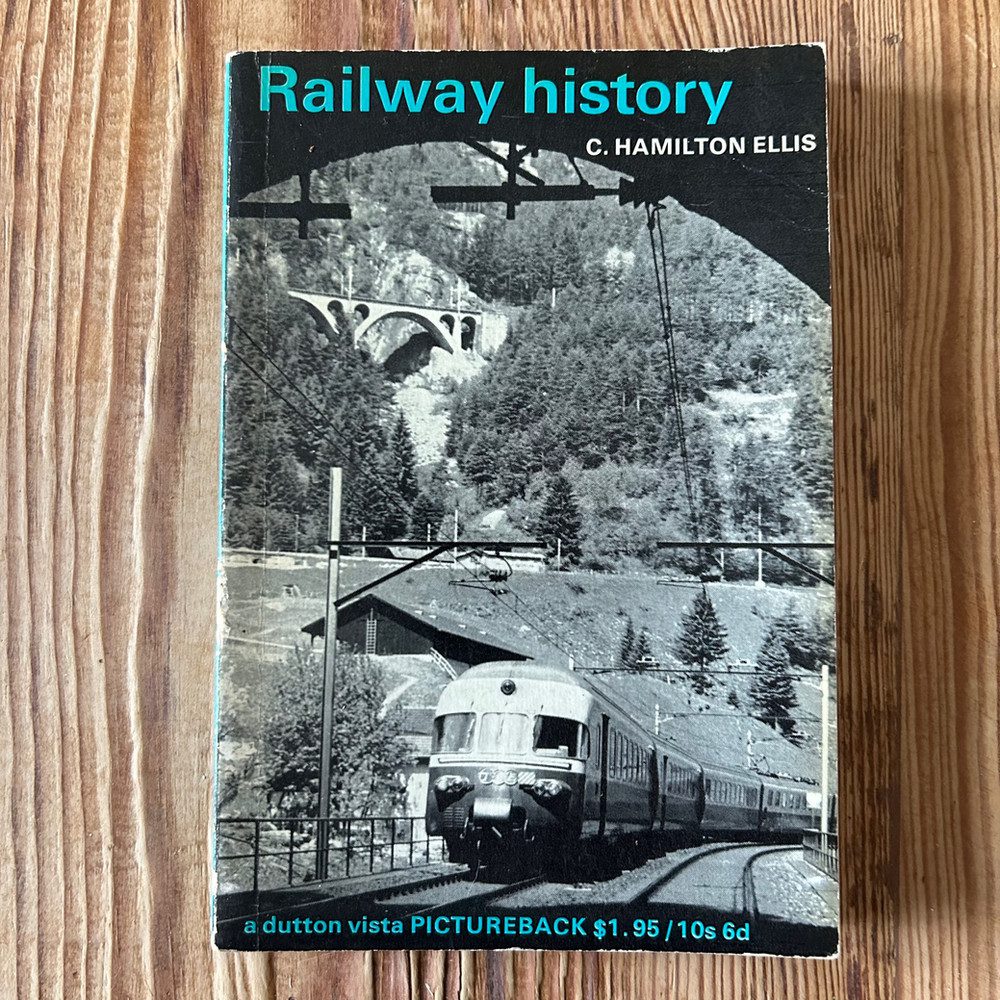 Railway history
C. HAMILTON ELLIS
a dutton vista PICTUREBACK $1.95/10s 6d